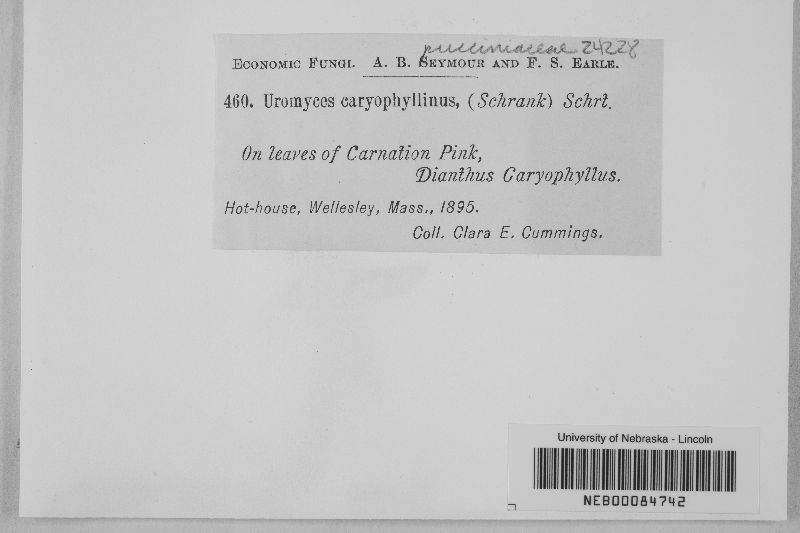 pucciniaceae 24228
Economic Fungi. A. B. Seymour and F. S. Earle.
460. Uromyces caryophyllinus, (Schrank) Schrt.
On leaves of Carnation Pink,
Dianthus Caryophyllus.
Hot-house, Wellesley, Mass., 1895.
Coll. Clara E. Cummings.
University of Nebraska - Lincoln
NEB00084742